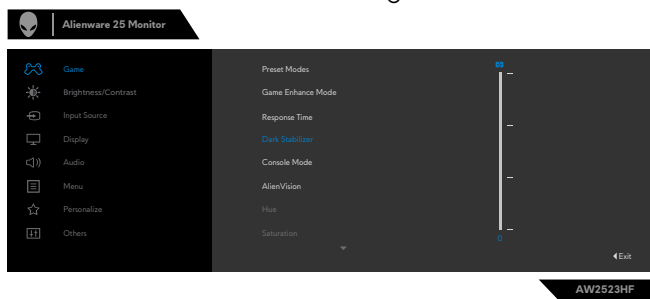 Alienware 25 Monitor
Game
Brightness/Contrast
Input Source
Display
Audio
Menu
Personalize
Others
Preset Modes
Game Enhance Mode
Response Time
Dark Stabilizer
Console Mode
AlienVision
Hue
Saturation
0
Exit
AW2523HF